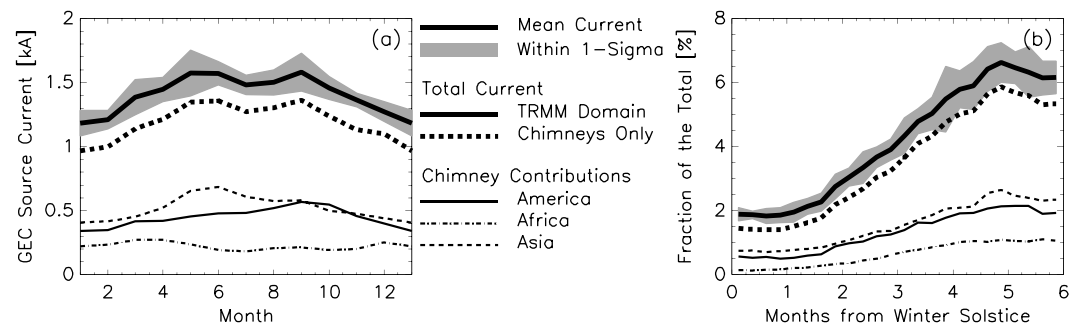 GEC Source Current [kA]
2
1.5
1
0.5
0
(a)
2 4 6 8 10 12
Month
Mean Current
Within 1-Sigma
Total Current
TRMM Domain
Chimneys Only
Chimney Contributions
America
Africa
Asia
Fraction of the Total [%]
8
6
4
2
0
(b)
0 1 2 3 4 5 6
Months from Winter Solstice